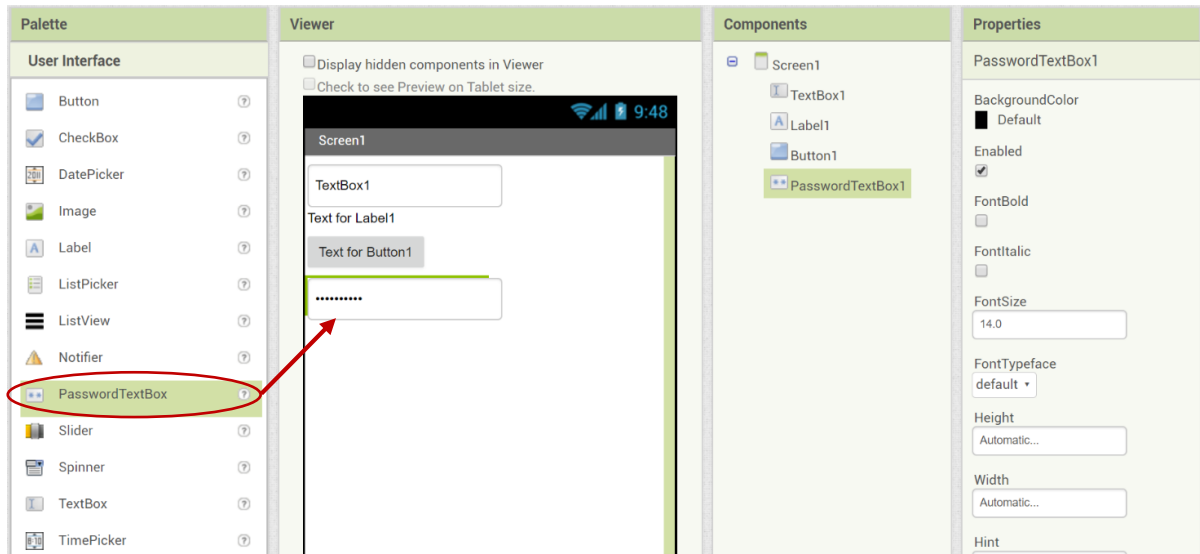 Palette
User Interface
Button
CheckBox
DatePicker
Image
Label
ListPicker
ListView
Notifier
PasswordTextBox
Slider
Spinner
TextBox
TimePicker
Viewer
Display hidden components in Viewer
Check to see Preview on Tablet size.
9:48
Screen1
TextBox1
Text for Label1
Text for Button1
••••••••••
Components
Screen1
TextBox1
Label1
Button1
PasswordTextBox1
Properties
PasswordTextBox1
BackgroundColor
Default
Enabled
FontBold
FontItalic
FontSize
14.0
FontTypeface
default
Height
Automatic...
Width
Automatic...
Hint